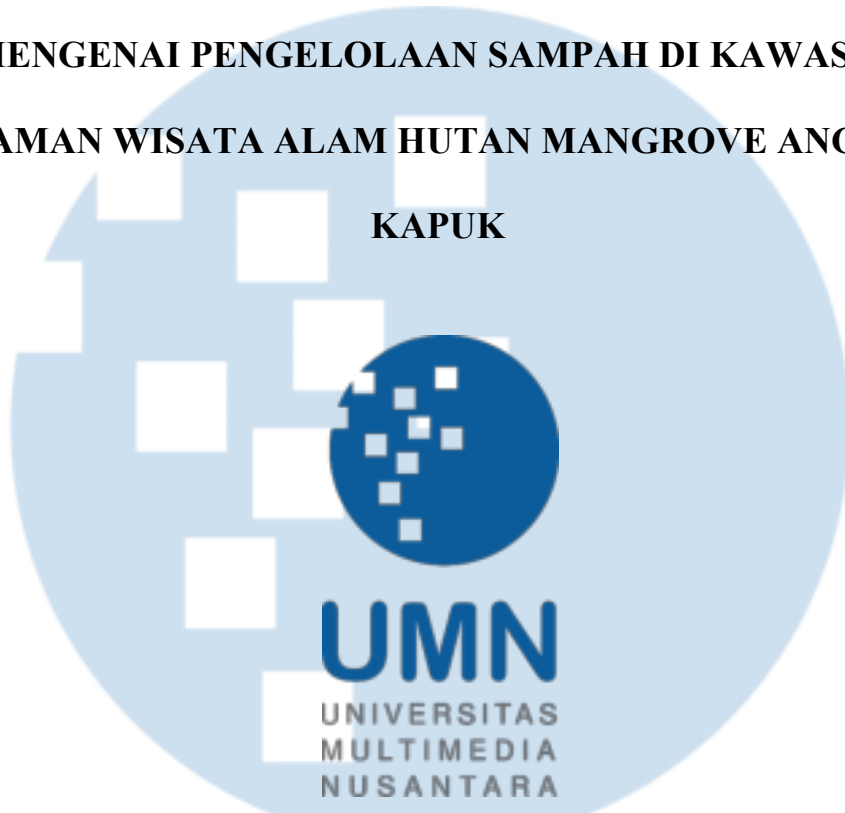 MENGENAI PENGELOLAAN SAMPAH DI KAWAS
AMAN WISATA ALAM HUTAN MANGROVE ANG
KAPUK
UMN
UNIVERSITAS
MULTIMEDIA
NUSANTARA